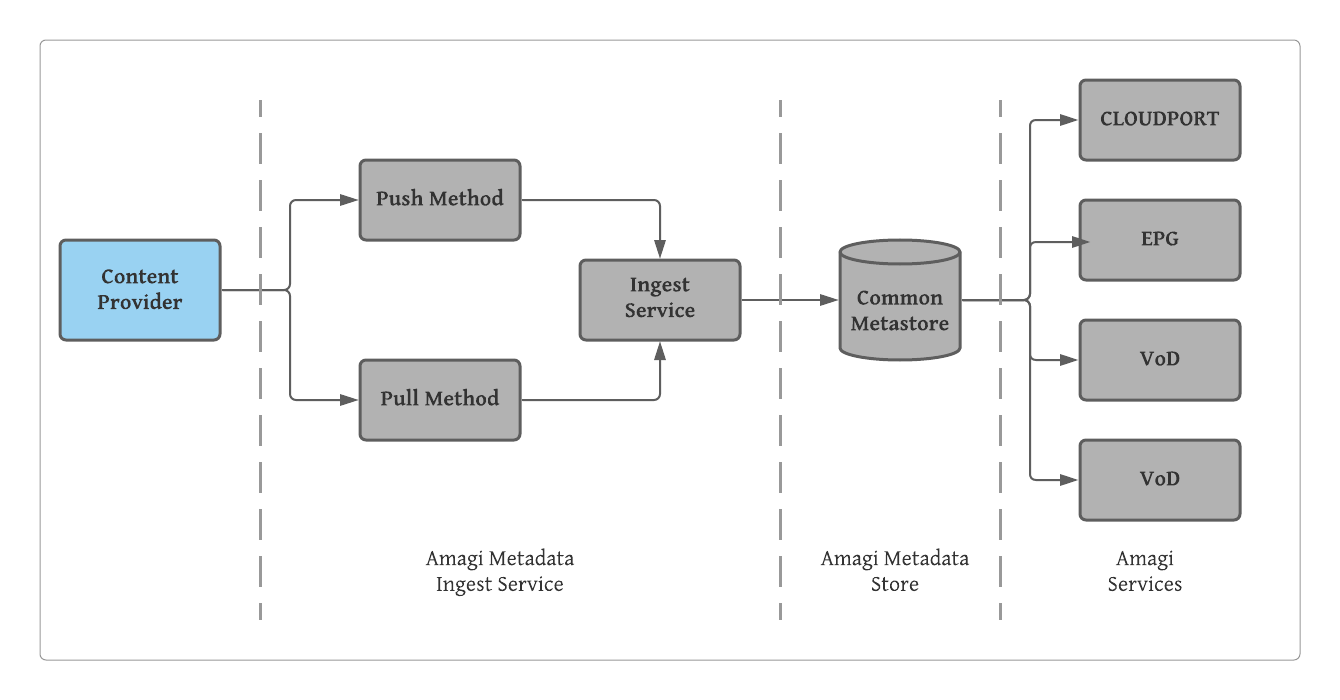 Content
Provider
Push Method
Pull Method
Ingest
Service
Common
Metastore
CLOUDPORT
EPG
VoD
VoD
Amagi Metadata
Ingest Service
Amagi Metadata
Store
Amagi
Services